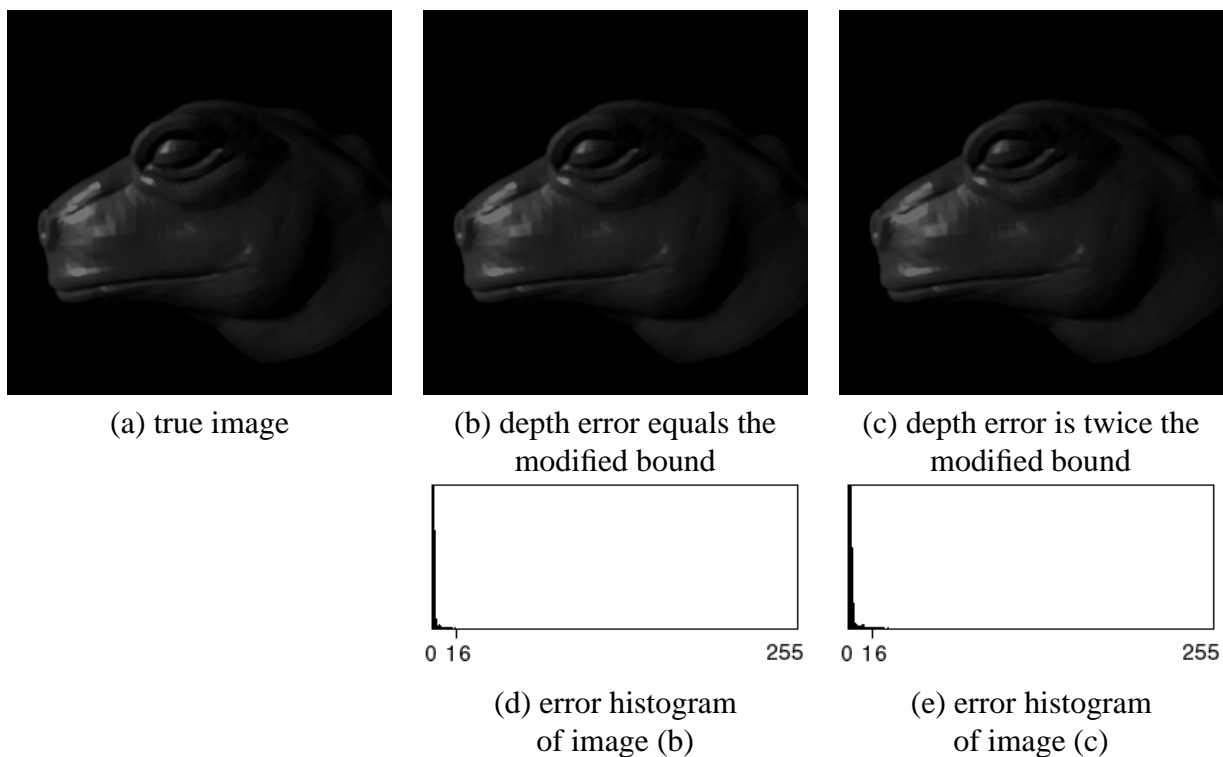 (a) true image
(b) depth error equals the
modified bound
(c) depth error is twice the
modified bound
0 16 255
0 16 255
(d) error histogram
of image (b)
(e) error histogram
of image (c)